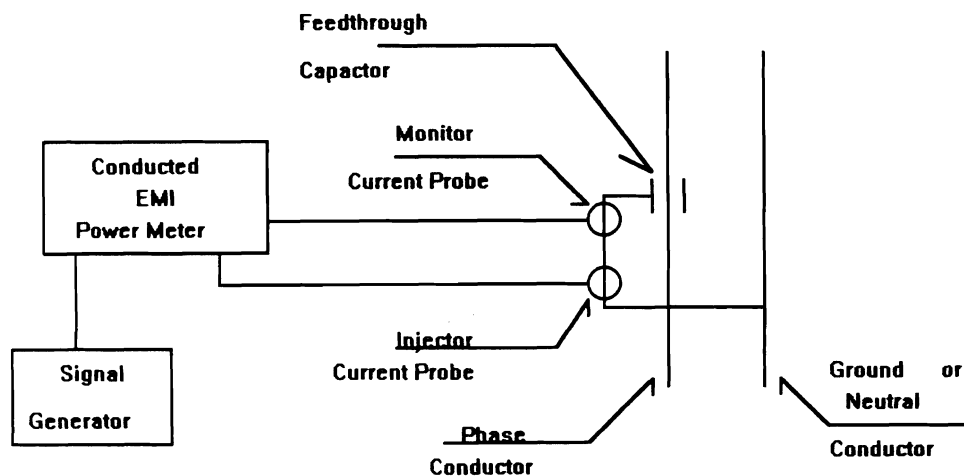 Feedthrough
Capactor
Monitor
Current Probe
Conducted
EMI
Power Meter
Injector
Current Probe
Signal
Generator
Phase
Conductor
Ground or
Neutral
Conductor